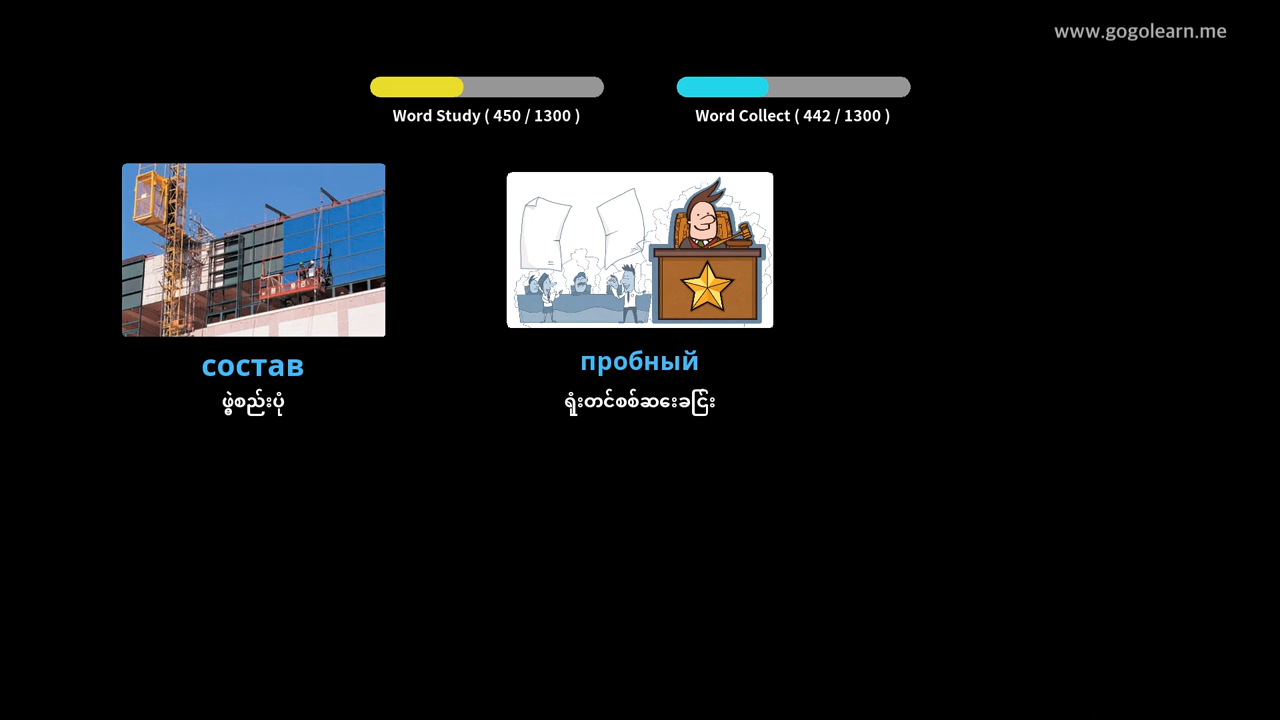 www.gogolearn.me
Word Study ( 450 / 1300 )
Word Collect ( 442 / 1300 )
состав
ဖွဲ့စည်းပုံ
пробный
ရုံးတင်စစ်ဆေးခြင်း